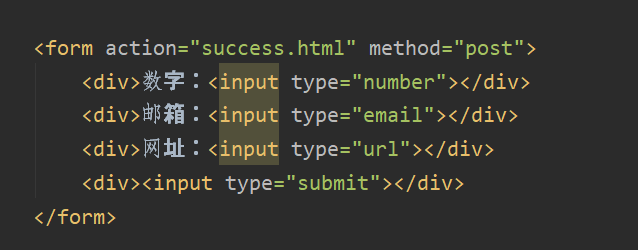 <form action="success.html" method="post">
<div>数字：<input type="number"></div>
<div>邮箱：<input type="email"></div>
<div>网址：<input type="url"></div>
<div><input type="submit"></div>
</form>